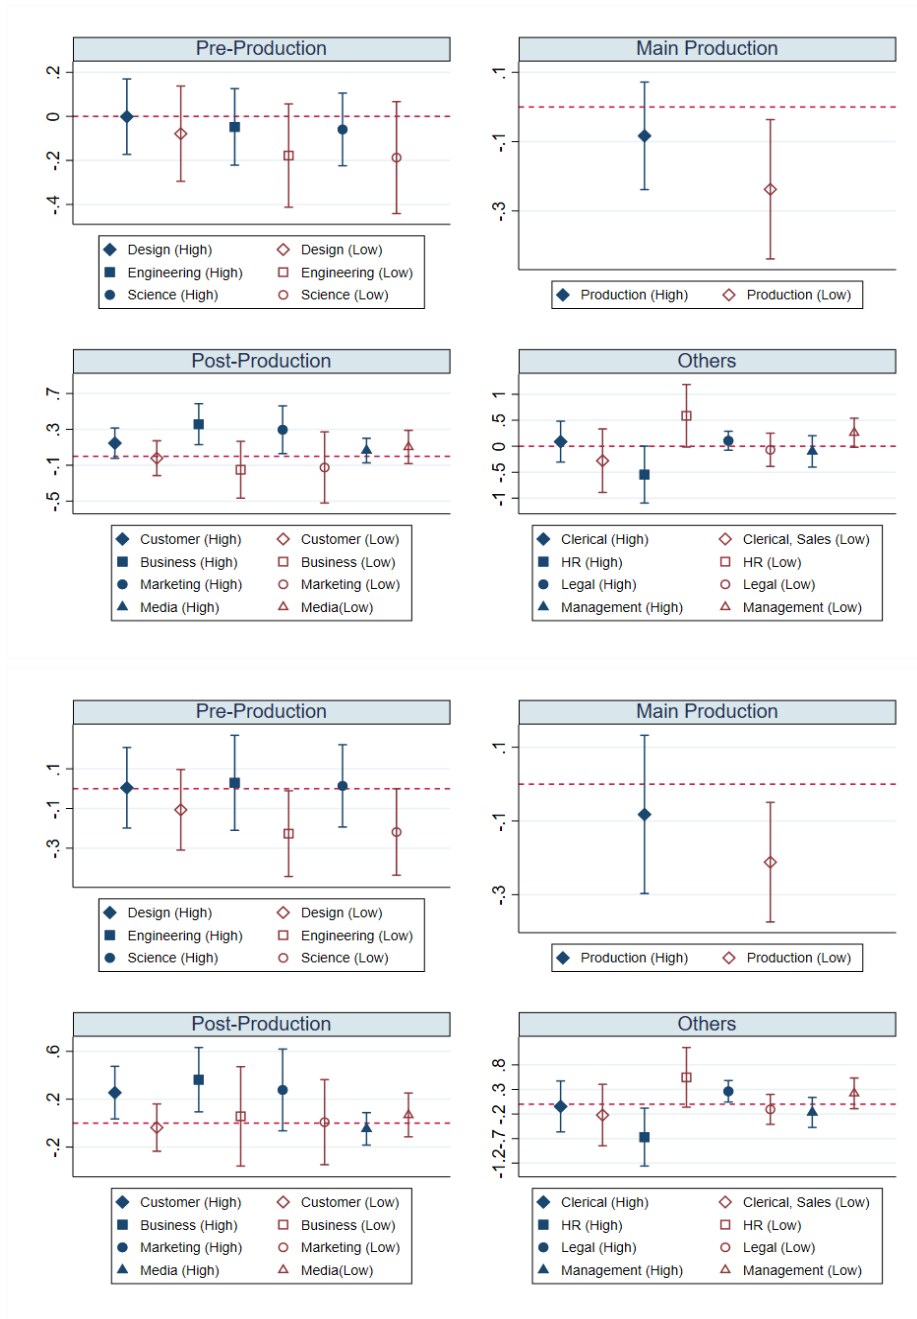 Pre-Production
.2
0
-.2
-.4
Design (High) Design (Low)
Engineering (High) Engineering (Low)
Science (High) Science (Low)
Main Production
.1
-.1
-.3
Production (High) Production (Low)
Post-Production
.7
.3
-.1
-.5
Customer (High) Customer (Low)
Business (High) Business (Low)
Marketing (High) Marketing (Low)
Media (High) Media(Low)
Others
1
.5
0
-.5
-1
Clerical (High) Clerical, Sales (Low)
HR (High) HR (Low)
Legal (High) Legal (Low)
Management (High) Management (Low)
Pre-Production
.1
-.1
-.3
Design (High) Design (Low)
Engineering (High) Engineering (Low)
Science (High) Science (Low)
Main Production
.1
-.1
-.3
Production (High) Production (Low)
Post-Production
.6
.2
-.2
Customer (High) Customer (Low)
Business (High) Business (Low)
Marketing (High) Marketing (Low)
Media (High) Media(Low)
Others
.8
.3
-.2
-.7
-1.2
Clerical (High) Clerical, Sales (Low)
HR (High) HR (Low)
Legal (High) Legal (Low)
Management (High) Management (Low)